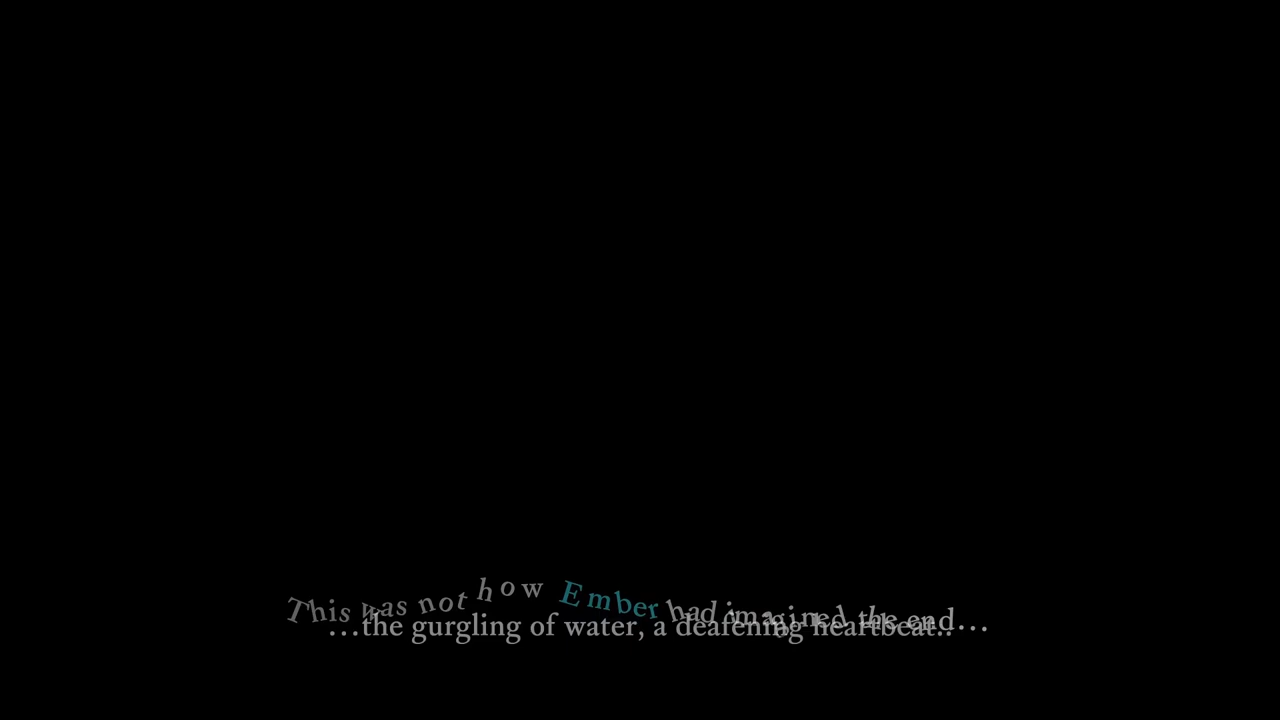 This was not how Ember had imagined the end…
…the gurgling of water, a deafening heartbeat..